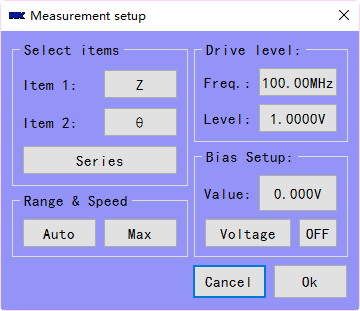 Measurement setup
Select items
Item 1: Z
Item 2: θ
Series
Range & Speed
Auto Max
Drive level:
Freq.: 100.00MHz
Level: 1.0000V
Bias Setup:
Value: 0.000V
Voltage OFF
Cancel Ok